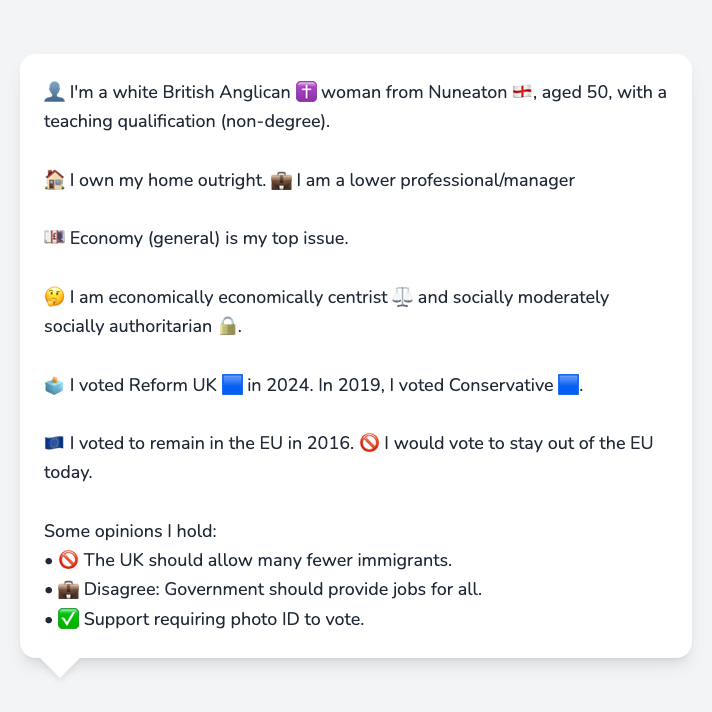 👤 I'm a white British Anglican ✝️ woman from Nuneaton 🏴󠁧󠁢󠁥󠁮󠁧󠁿, aged 50, with a
teaching qualification (non-degree).
🏠 I own my home outright. 💼 I am a lower professional/manager
💷 Economy (general) is my top issue.
🤔 I am economically economically centrist ⚖️ and socially moderately
socially authoritarian 🔒.
🗳️ I voted Reform UK 🟦 in 2024. In 2019, I voted Conservative 🟦.
🇪🇺 I voted to remain in the EU in 2016. 🚫 I would vote to stay out of the EU
today.
Some opinions I hold:
• 🚫 The UK should allow many fewer immigrants.
• 💼 Disagree: Government should provide jobs for all.
• ✅ Support requiring photo ID to vote.